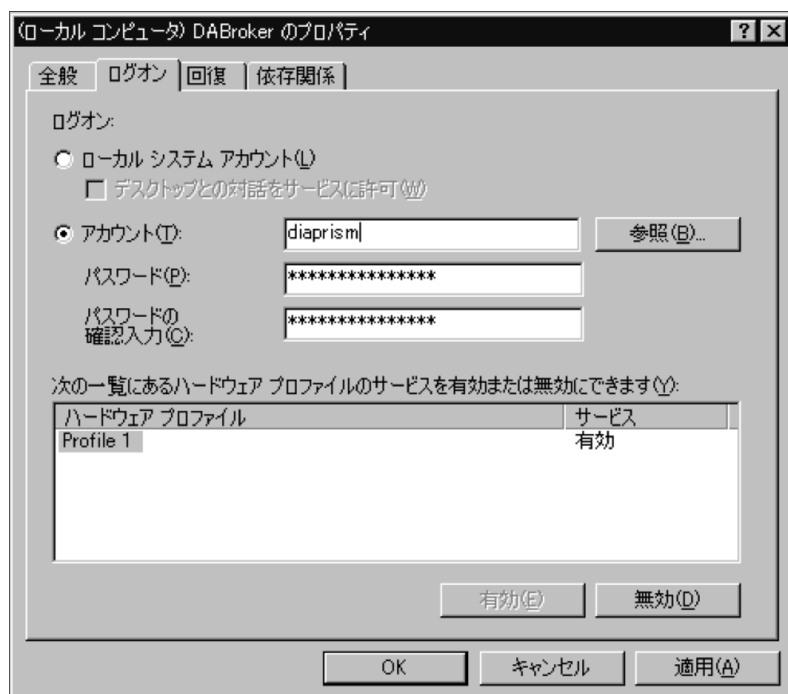 (ローカル コンピュータ) DABroker のプロパティ
全般 ログオン 回復 依存関係
ログオン:
ローカル システム アカウント(L)
デスクトップとの対話をサービスに許可(W)
アカウント(T): diaprism 参照(B)...
パスワード(P): ***************
パスワードの
確認入力(C): ***************
次の一覧にあるハードウェア プロファイルのサービスを有効または無効にできます(Y):
ハードウェア プロファイル サービス
Profile 1 有効
有効(E) 無効(D)
OK キャンセル 適用(A)